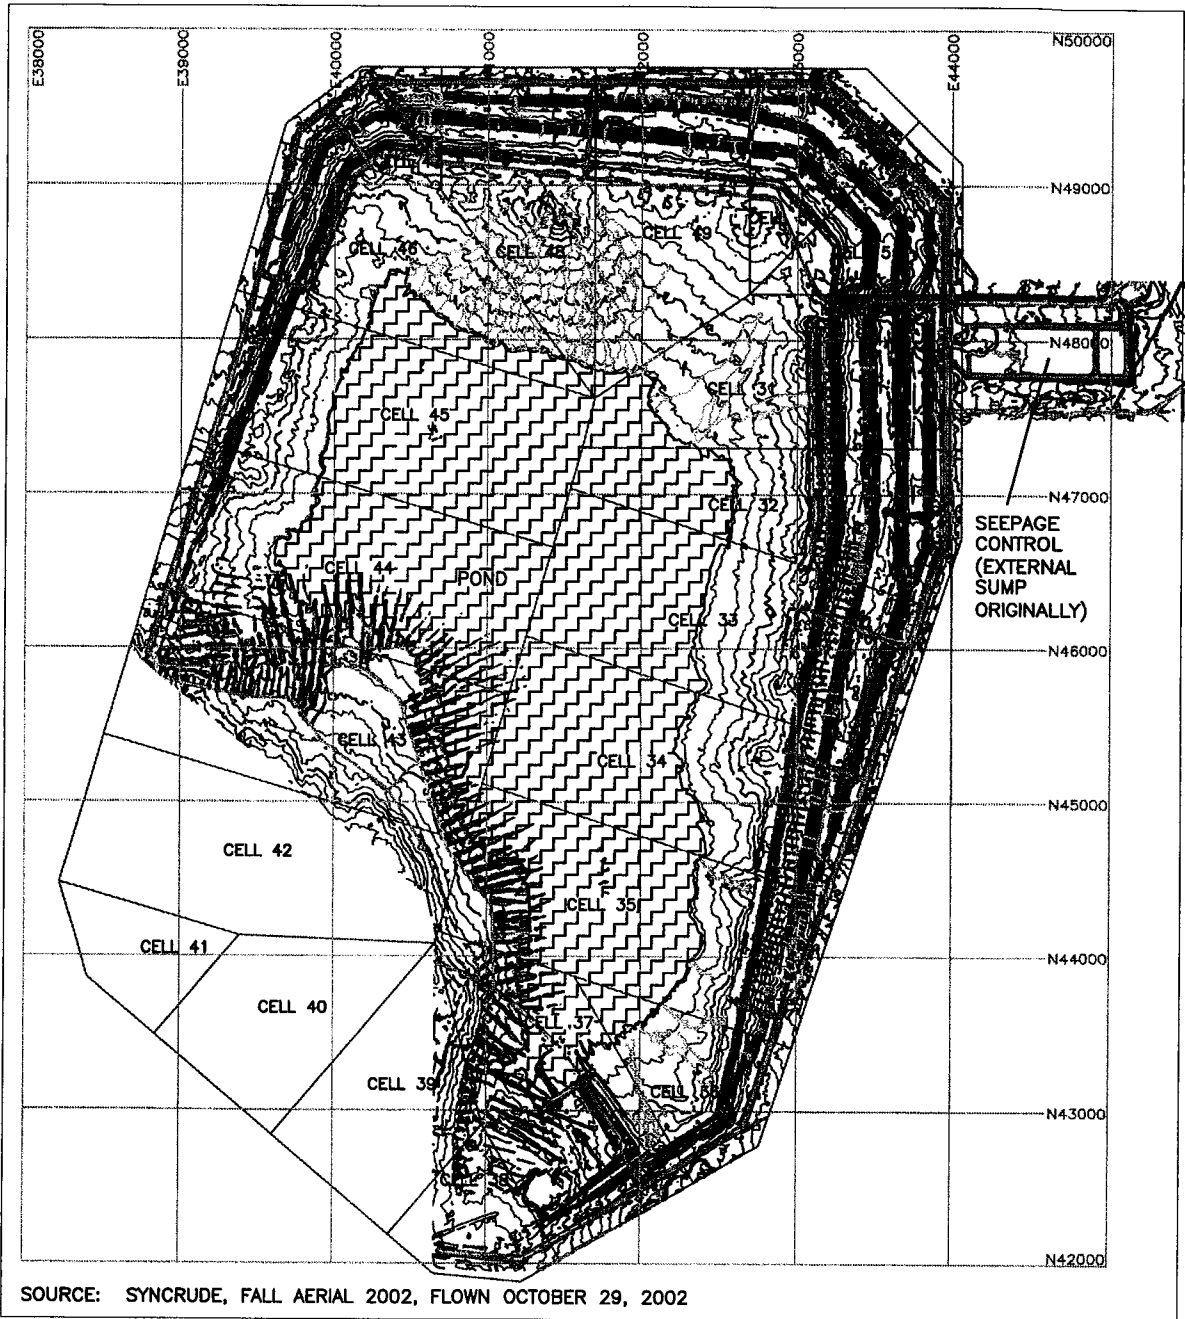 E38000
E39000
E40000
E44000
N50000
N49000
CELL 46
CELL 48
CELL 49
N48000
CELL 31
CELL 45
CELL 32
N47000
SEEPAGE
CONTROL
(EXTERNAL
SUMP
ORIGINALLY)
CELL 44
POND
CELL 33
N46000
CELL 43
CELL 34
N45000
CELL 42
CELL 35
CELL 41
N44000
CELL 40
CELL 37
CELL 39
CELL
N43000
CELL 38
N42000
SOURCE: SYNCRUDE, FALL AERIAL 2002, FLOWN OCTOBER 29, 2002